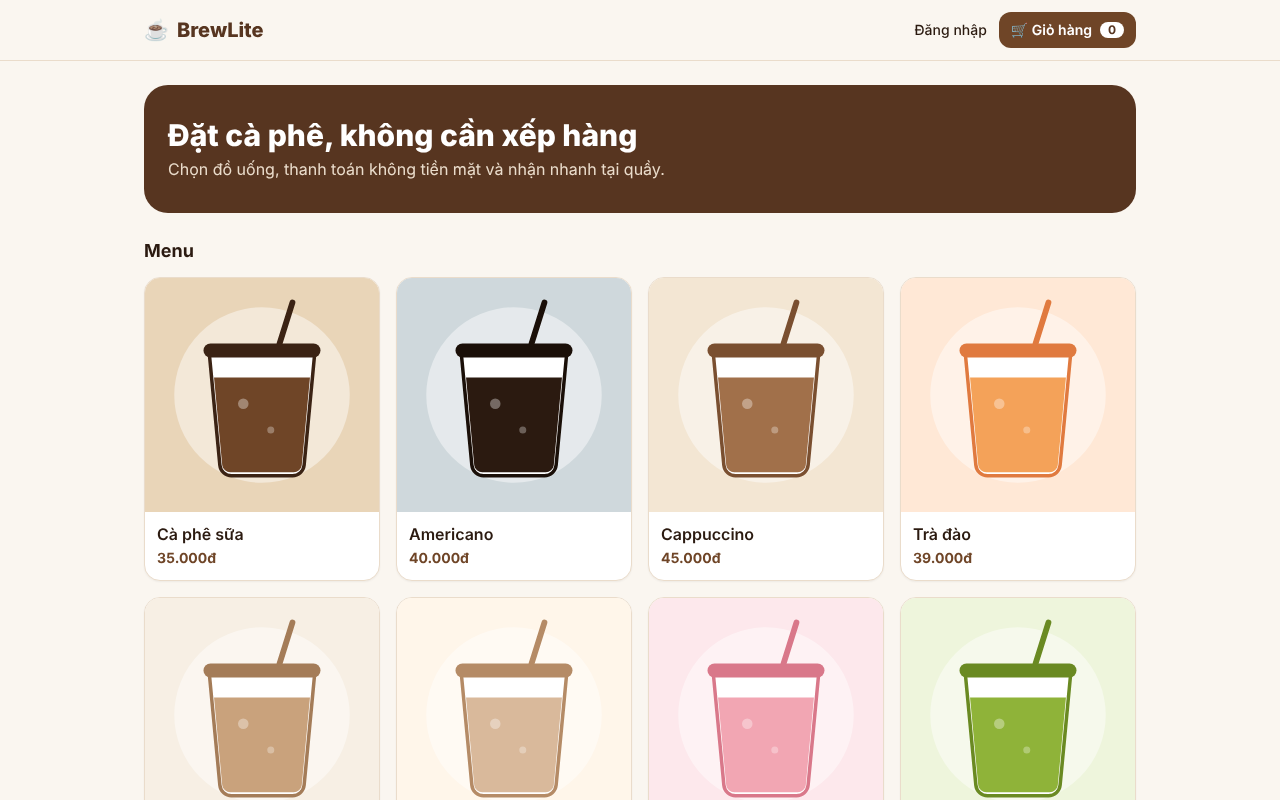 BrewLite
Đăng nhập
Giỏ hàng 0
Đặt cà phê, không cần xếp hàng
Chọn đồ uống, thanh toán không tiền mặt và nhận nhanh tại quầy.
Menu
Cà phê sữa
35.000đ
Americano
40.000đ
Cappuccino
45.000đ
Trà đào
39.000đ